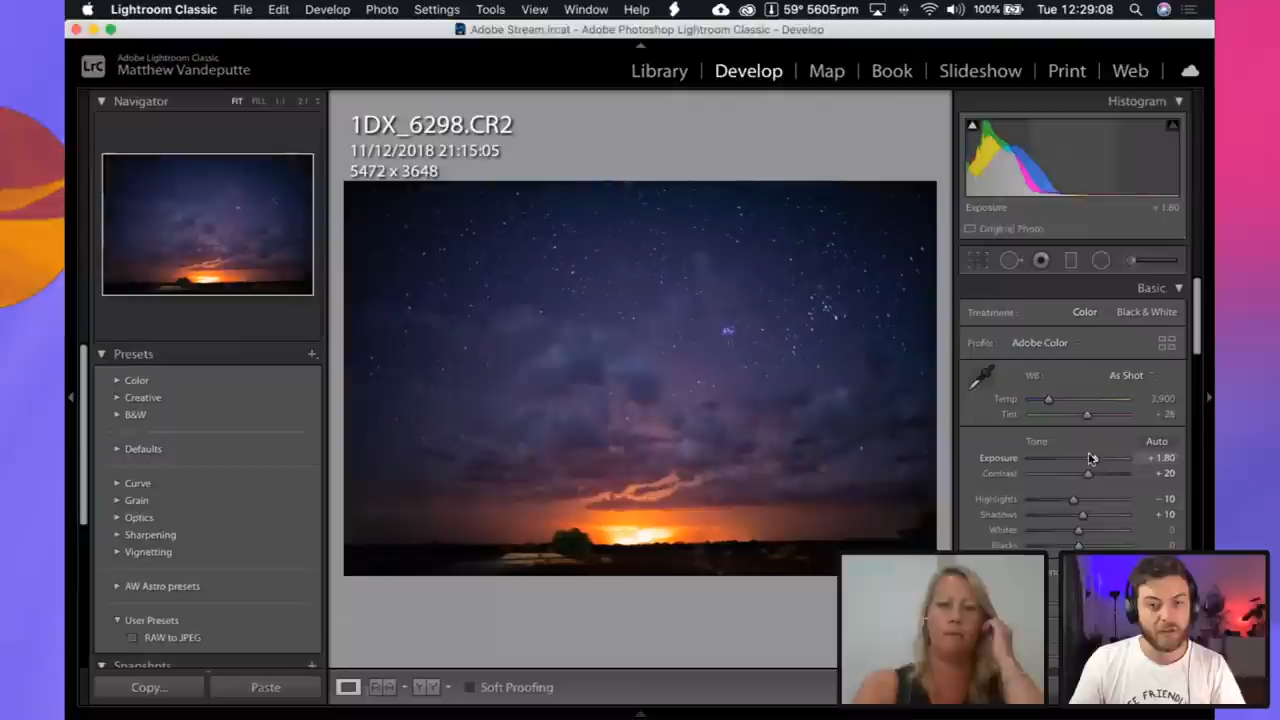 Lightroom Classic File Edit Develop Photo Settings Tools View Window Help 59° 5605rpm 100% Tue 12:29:08
Adobe Stream.lrcat - Adobe Photoshop Lightroom Classic - Develop
LrC
Adobe Lightroom Classic
Matthew Vandeputte
Library Develop Map Book Slideshow Print Web
Navigator FIT FILL 1:1 2:1
Presets
Color
Creative
B&W
Defaults
Curve
Grain
Optics
Sharpening
Vignetting
AW Astro presets
User Presets
RAW to JPEG
Snapshots
Copy... Paste
1DX_6298.CR2
11/12/2018 21:15:05
5472 x 3648
Soft Proofing
Histogram
Exposure + 1.80
Original Photo
Basic
Treatment : Color Black & White
Profile : Adobe Color
WB : As Shot
Temp 3,900
Tint + 28
Tone Auto
Exposure + 1.80
Contrast + 20
Highlights − 10
Shadows + 10
Whites 0
Blacks 0